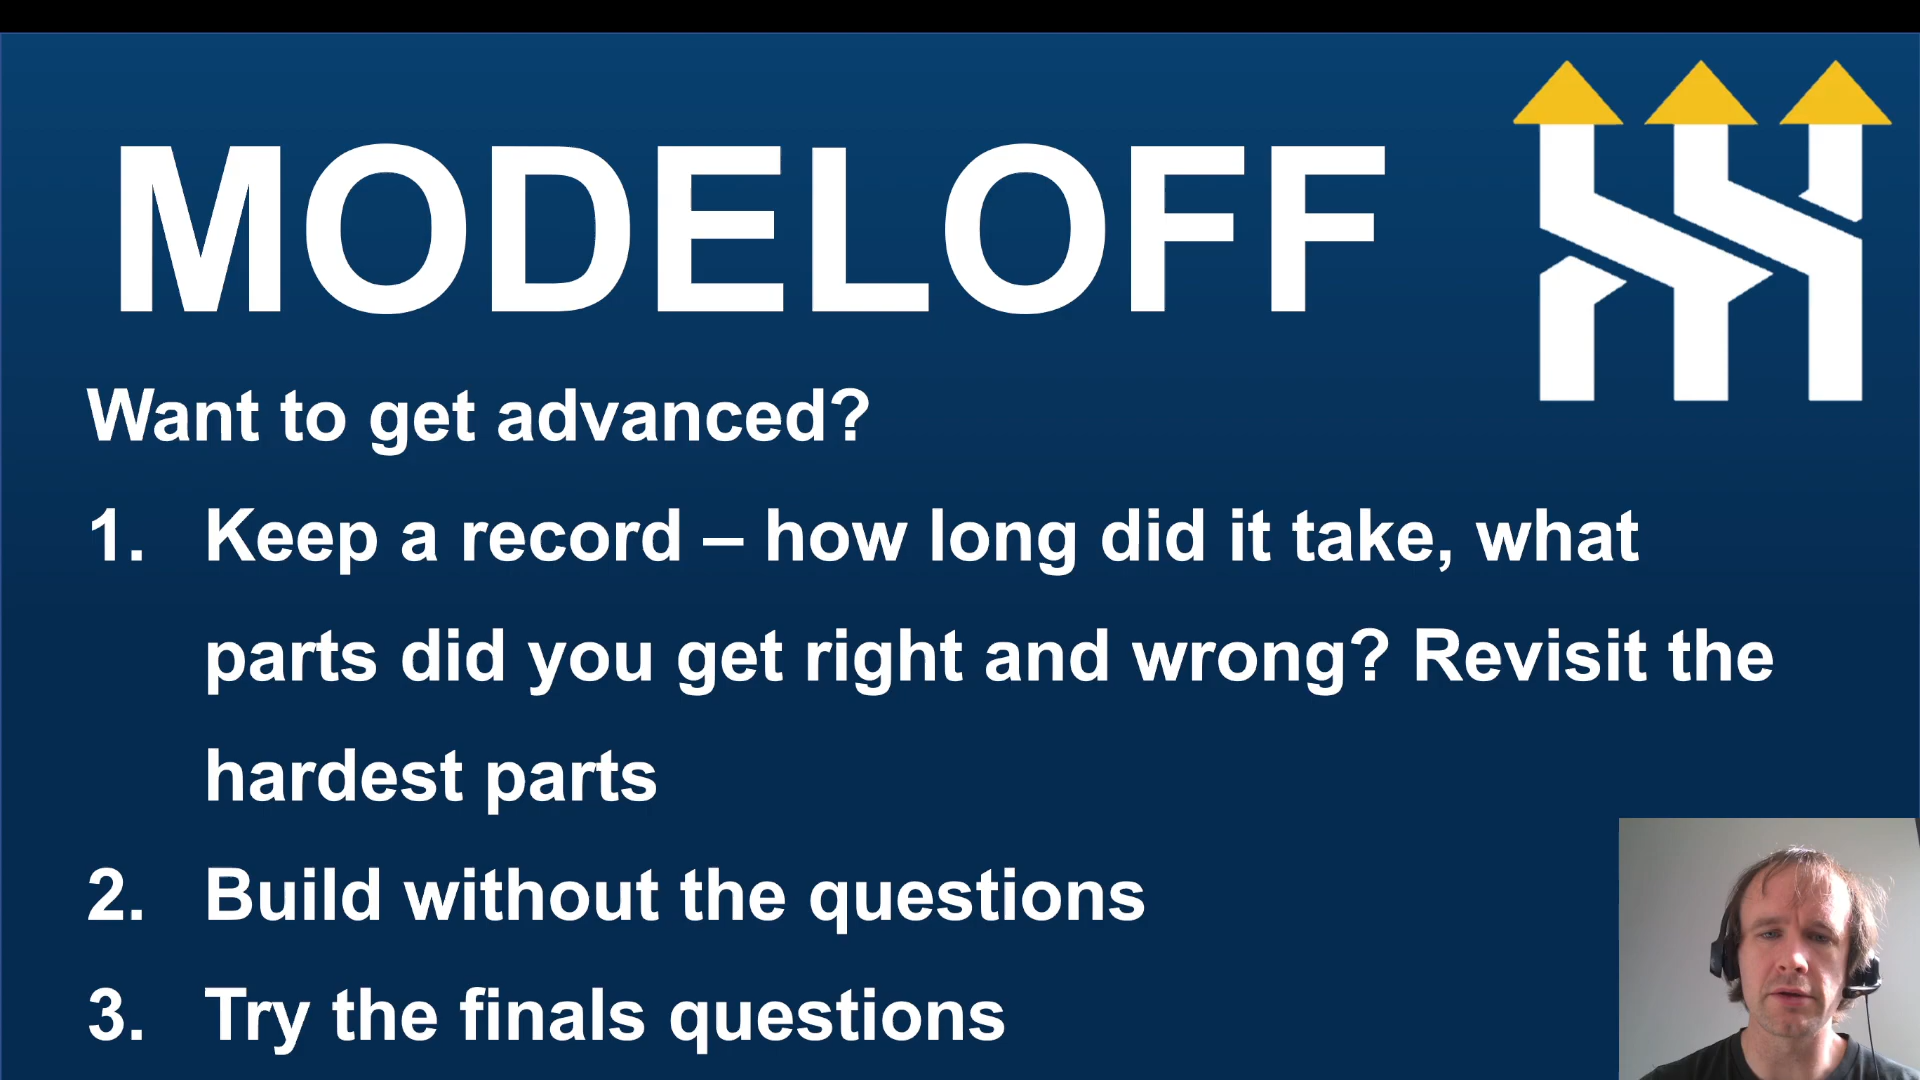 MODELOFF
Want to get advanced?
1. Keep a record – how long did it take, what
parts did you get right and wrong? Revisit the
hardest parts
2. Build without the questions
3. Try the finals questions